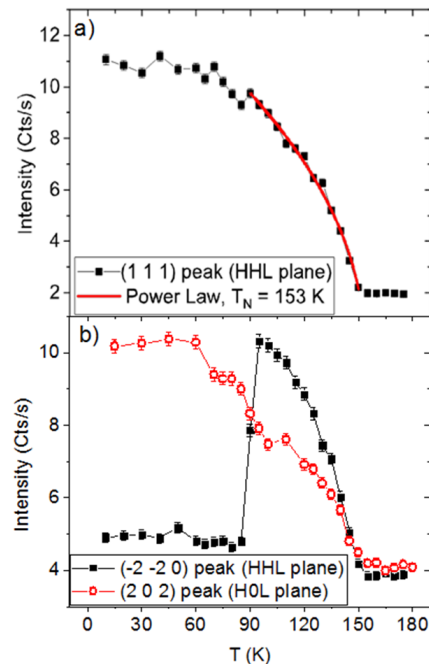 a)
12
10
8
6
4
2
Intensity (Cts/s)
(1 1 1) peak (HHL plane)
Power Law, T_N = 153 K
b)
10
8
6
4
Intensity (Cts/s)
(-2 -2 0) peak (HHL plane)
(2 0 2) peak (H0L plane)
0 30 60 90 120 150 180
T (K)